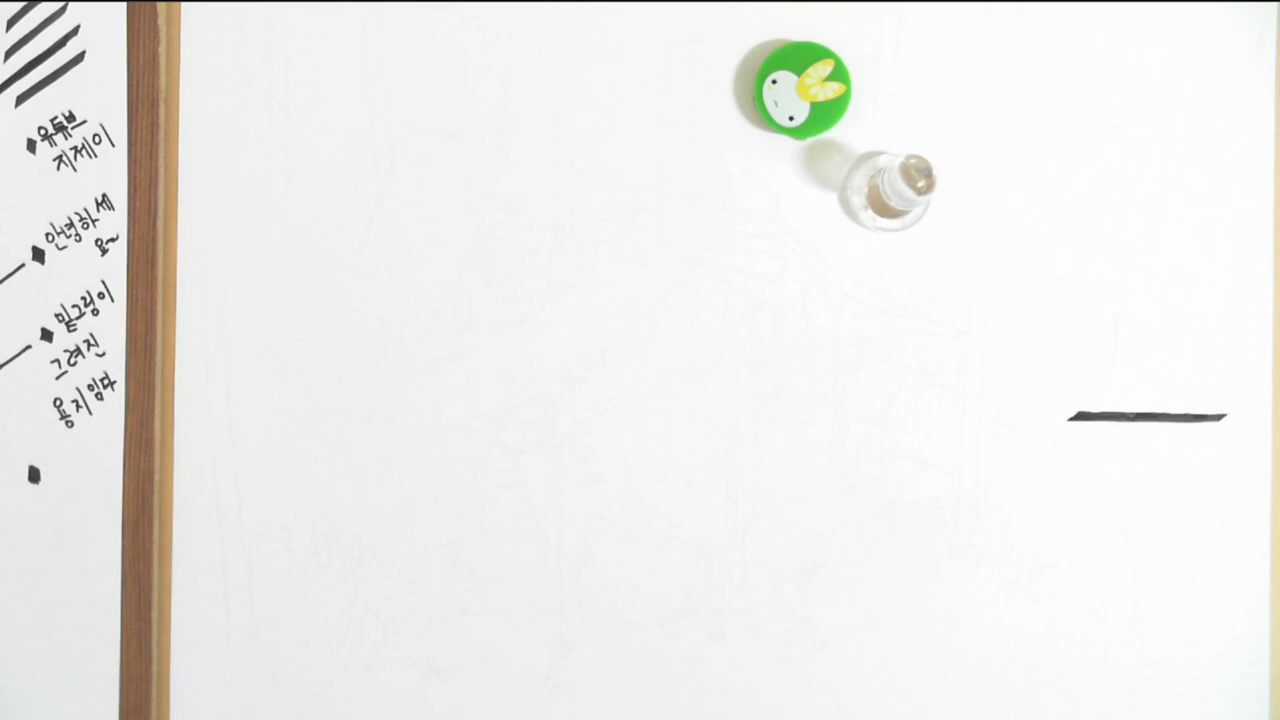 유튜브
지제이
안녕하세
요~
밑그림이
그려진
용지임다